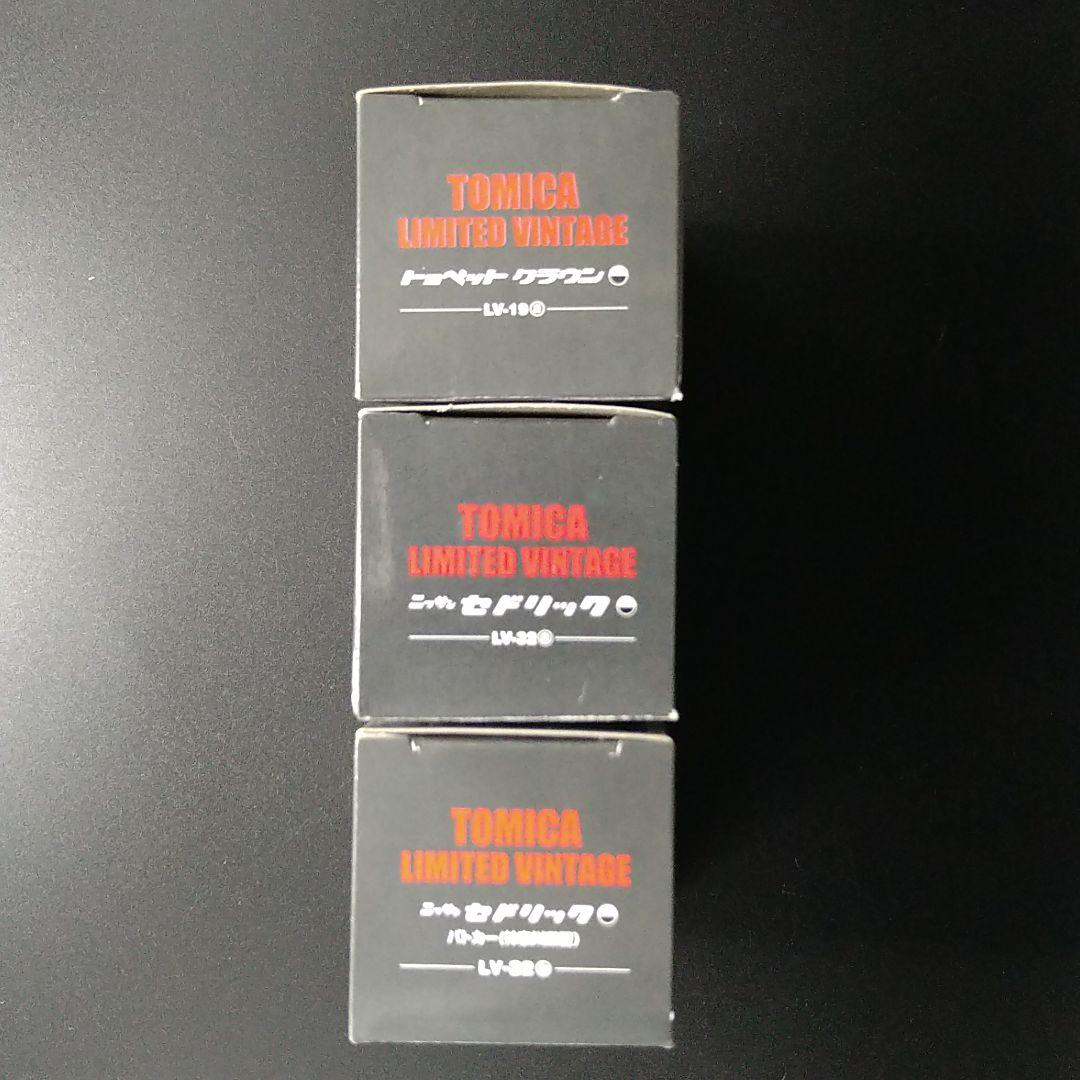 TOMICA
LIMITED VINTAGE
トヨペット クラウン
LV-19
TOMICA
LIMITED VINTAGE
ニッサン セドリック
TOMICA
LIMITED VINTAGE
ニッサン セドリック
パトカー
LV-32